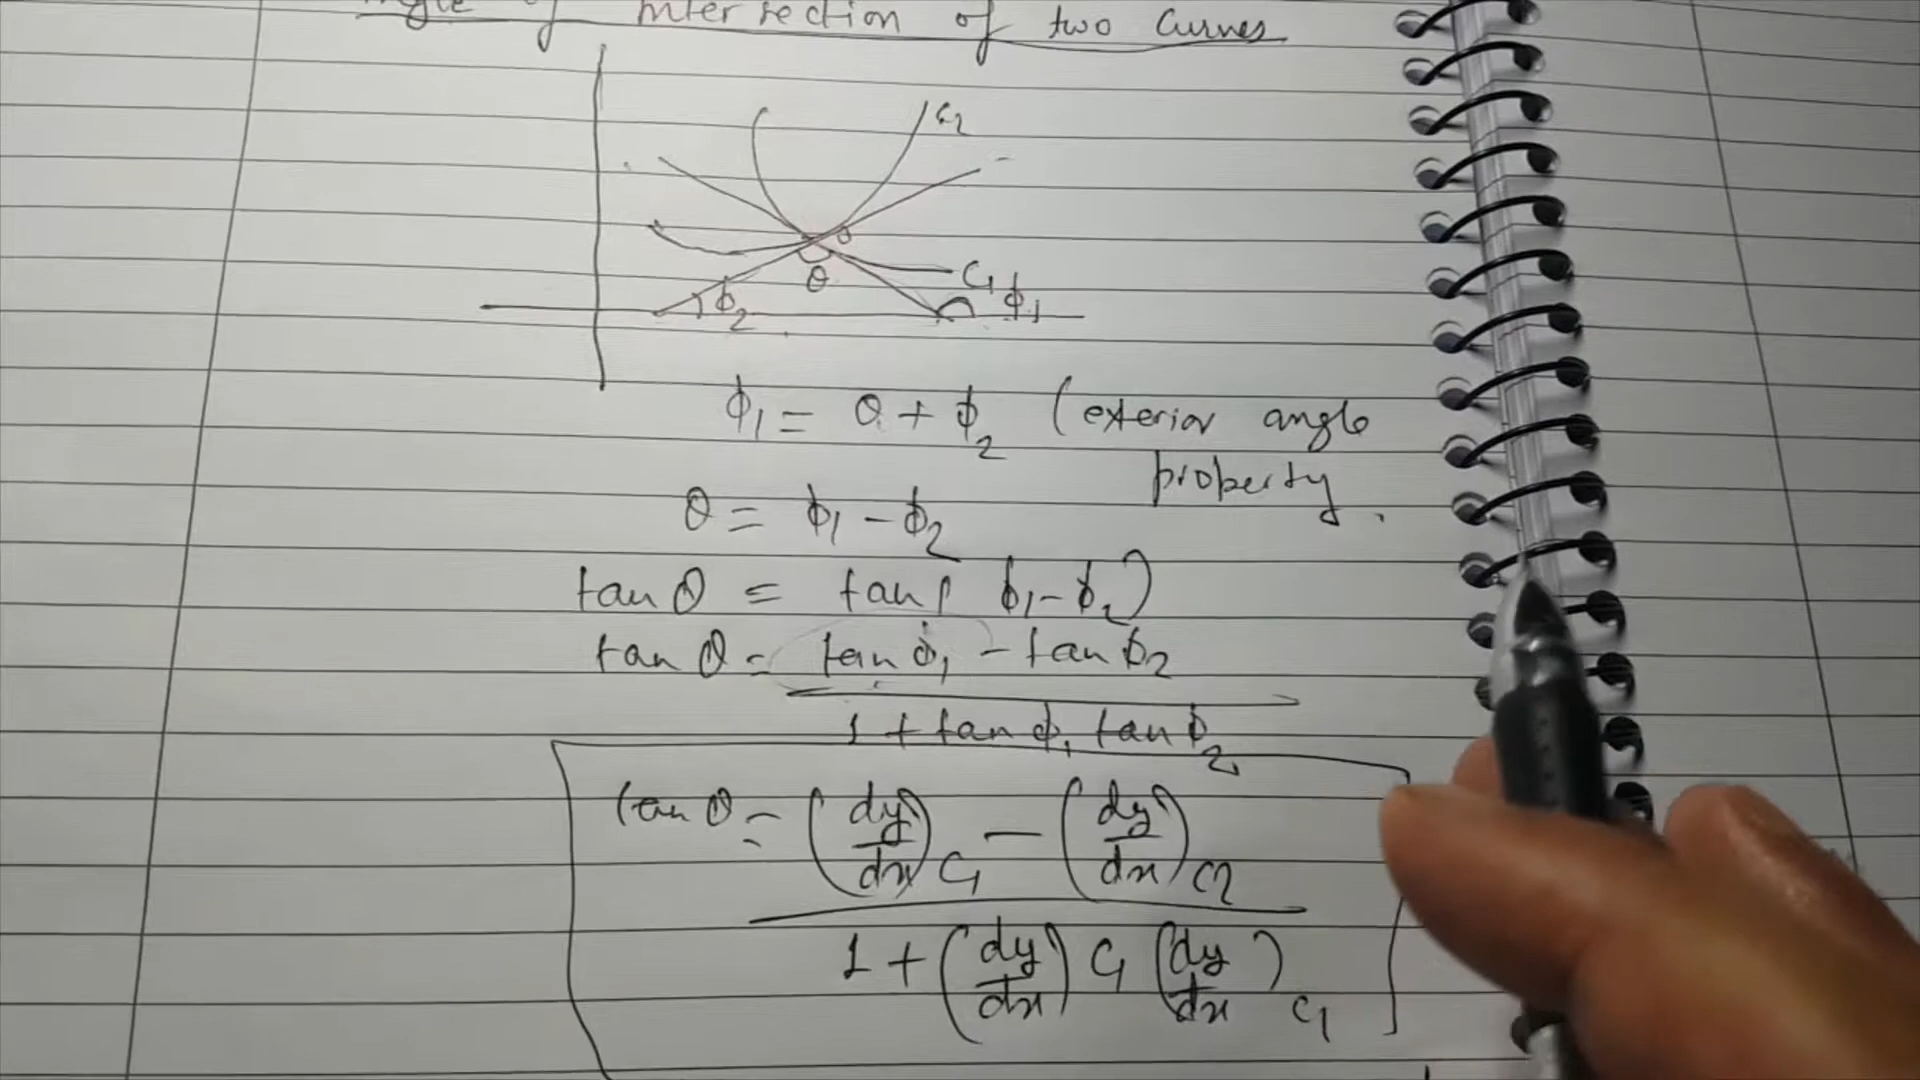 Angle of Intersection of two Curves
C2
θ
C1
θ
ϕ2
ϕ1
ϕ1 = θ + ϕ2 (exterior angle
property.
θ = ϕ1 - ϕ2
tan θ = tan( ϕ1 - ϕ2)
tan θ = tan ϕ1 - tan ϕ2
1 + tan ϕ1 tan ϕ2
tan θ = (dy/dx)C1 - (dy/dx)C2
1 + (dy/dx)C1 (dy/dx)C1